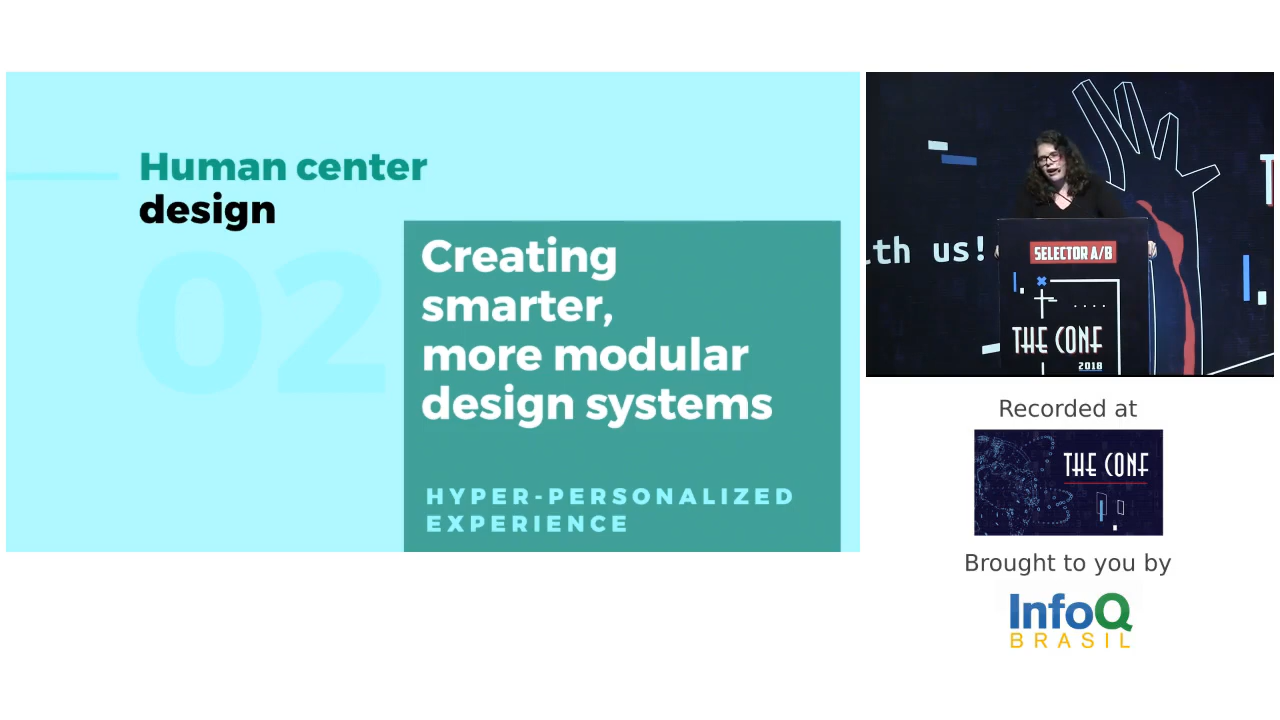 Human center
design
02
Creating
smarter,
more modular
design systems
HYPER-PERSONALIZED
EXPERIENCE
th us!
T
SELECTOR A/B
THE CONF
2018
Recorded at
THE CONF
Brought to you by
InfoQ
BRASIL